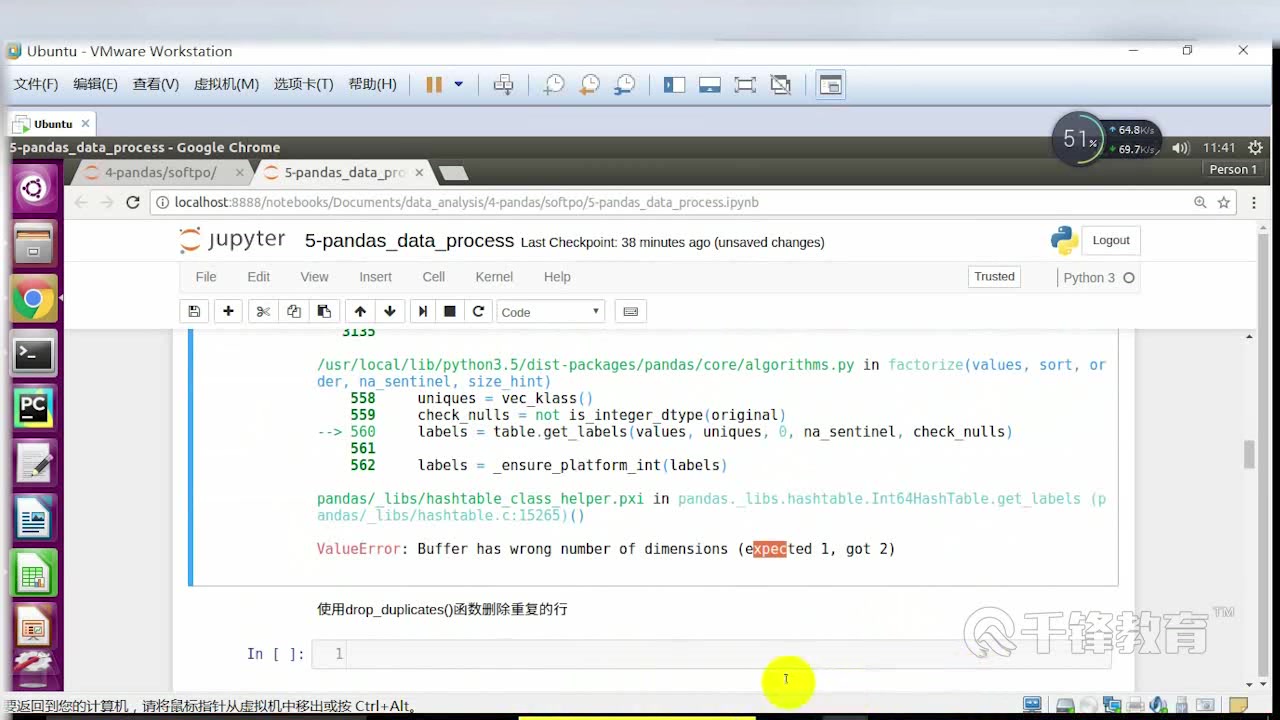 Ubuntu - VMware Workstation
文件(F) 编辑(E) 查看(V) 虚拟机(M) 选项卡(T) 帮助(H)
Ubuntu
5-pandas_data_process - Google Chrome
51%
64.8K/s
69.7K/s
11:41
4-pandas/softpo/
5-pandas_data_pro
Person 1
localhost:8888/notebooks/Documents/data_analysis/4-pandas/softpo/5-pandas_data_process.ipynb
jupyter 5-pandas_data_process Last Checkpoint: 38 minutes ago (unsaved changes)
Logout
File Edit View Insert Cell Kernel Help
Trusted
Python 3
Code
3135
/usr/local/lib/python3.5/dist-packages/pandas/core/algorithms.py in factorize(values, sort, or
der, na_sentinel, size_hint)
558 uniques = vec_klass()
559 check_nulls = not is_integer_dtype(original)
--> 560 labels = table.get_labels(values, uniques, 0, na_sentinel, check_nulls)
561
562 labels = _ensure_platform_int(labels)
pandas/_libs/hashtable_class_helper.pxi in pandas._libs.hashtable.Int64HashTable.get_labels (p
andas/_libs/hashtable.c:15265)()
ValueError: Buffer has wrong number of dimensions (expected 1, got 2)
使用drop_duplicates()函数删除重复的行
千锋教育™
In [ ]: 1
要返回到您的计算机，请将鼠标指针从虚拟机中移出或按 Ctrl+Alt。